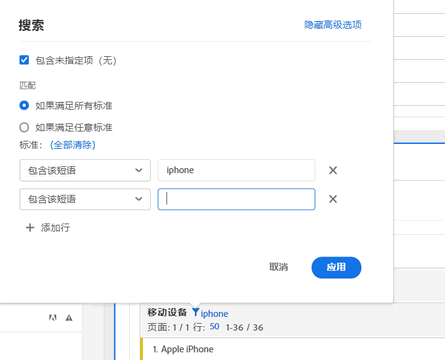 搜索
隐藏高级选项
包含未指定项（无）
匹配
如果满足所有标准
如果满足任意标准
标准： (全部清除)
包含该短语 iphone
包含该短语
添加行
取消 应用
移动设备 iphone
页面: 1 / 1 行: 50 1-36 / 36
1. Apple iPhone